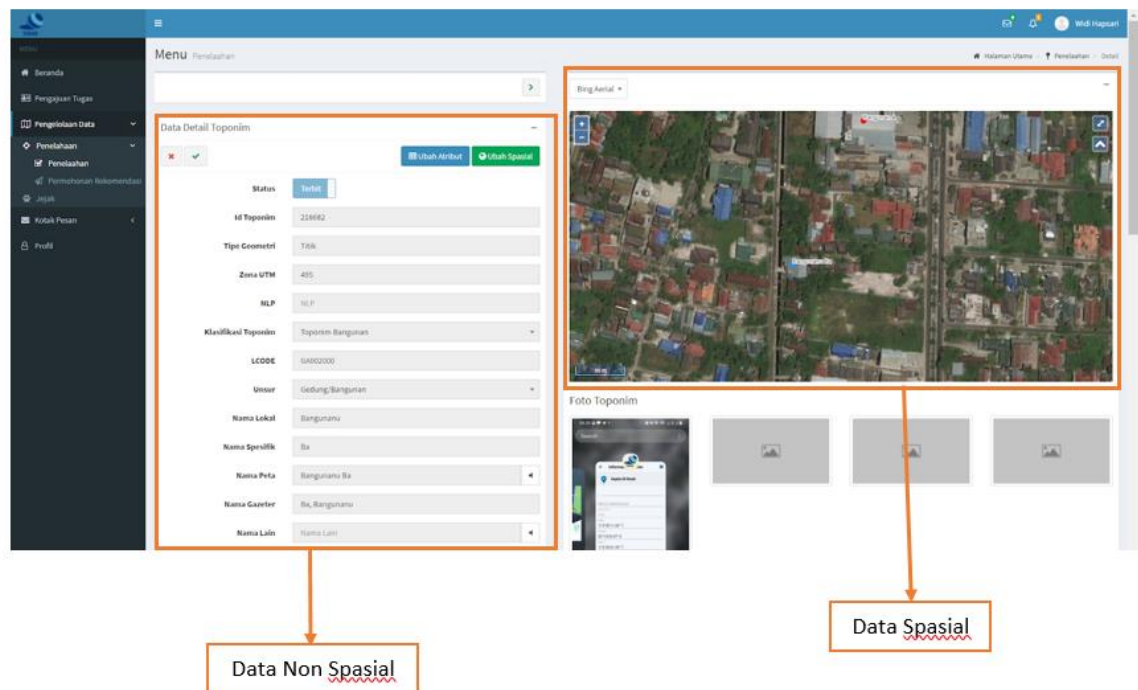 Widi Hapsari
MENU
Menu Penelaahan
Halaman Utama Penelaahan Detail
Beranda
Pengajuan Tugas
Pengelolaan Data
Penelahaan
Penelaahan
Permohonan Rekomendasi
Jejak
Kotak Pesan
Profil
Data Detail Toponim
Ubah Atribut Ubah Spasial
Status Terbit
Id Toponim
Tipe Geometri Titik
Zona UTM
NLP NLP
Klasifikasi Toponim Toponim Bangunan
LCODE
Unsur Gedung/Bangunan
Nama Lokal Bangunanu
Nama Spesifik Ba
Nama Peta Bangunanu Ba
Nama Gazeter Ba, Bangunanu
Nama Lain Nama Lain
Bing Aerial
Foto Toponim
Search
Data Non Spasial
Data Spasial